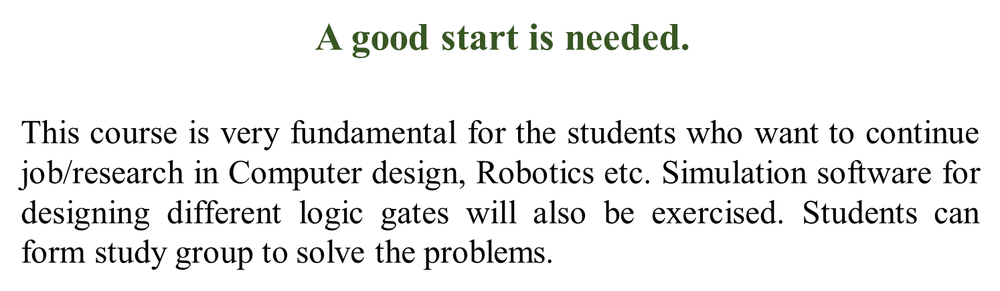 A good start is needed.
This course is very fundamental for the students who want to continue
job/research in Computer design, Robotics etc. Simulation software for
designing different logic gates will also be exercised. Students can
form study group to solve the problems.